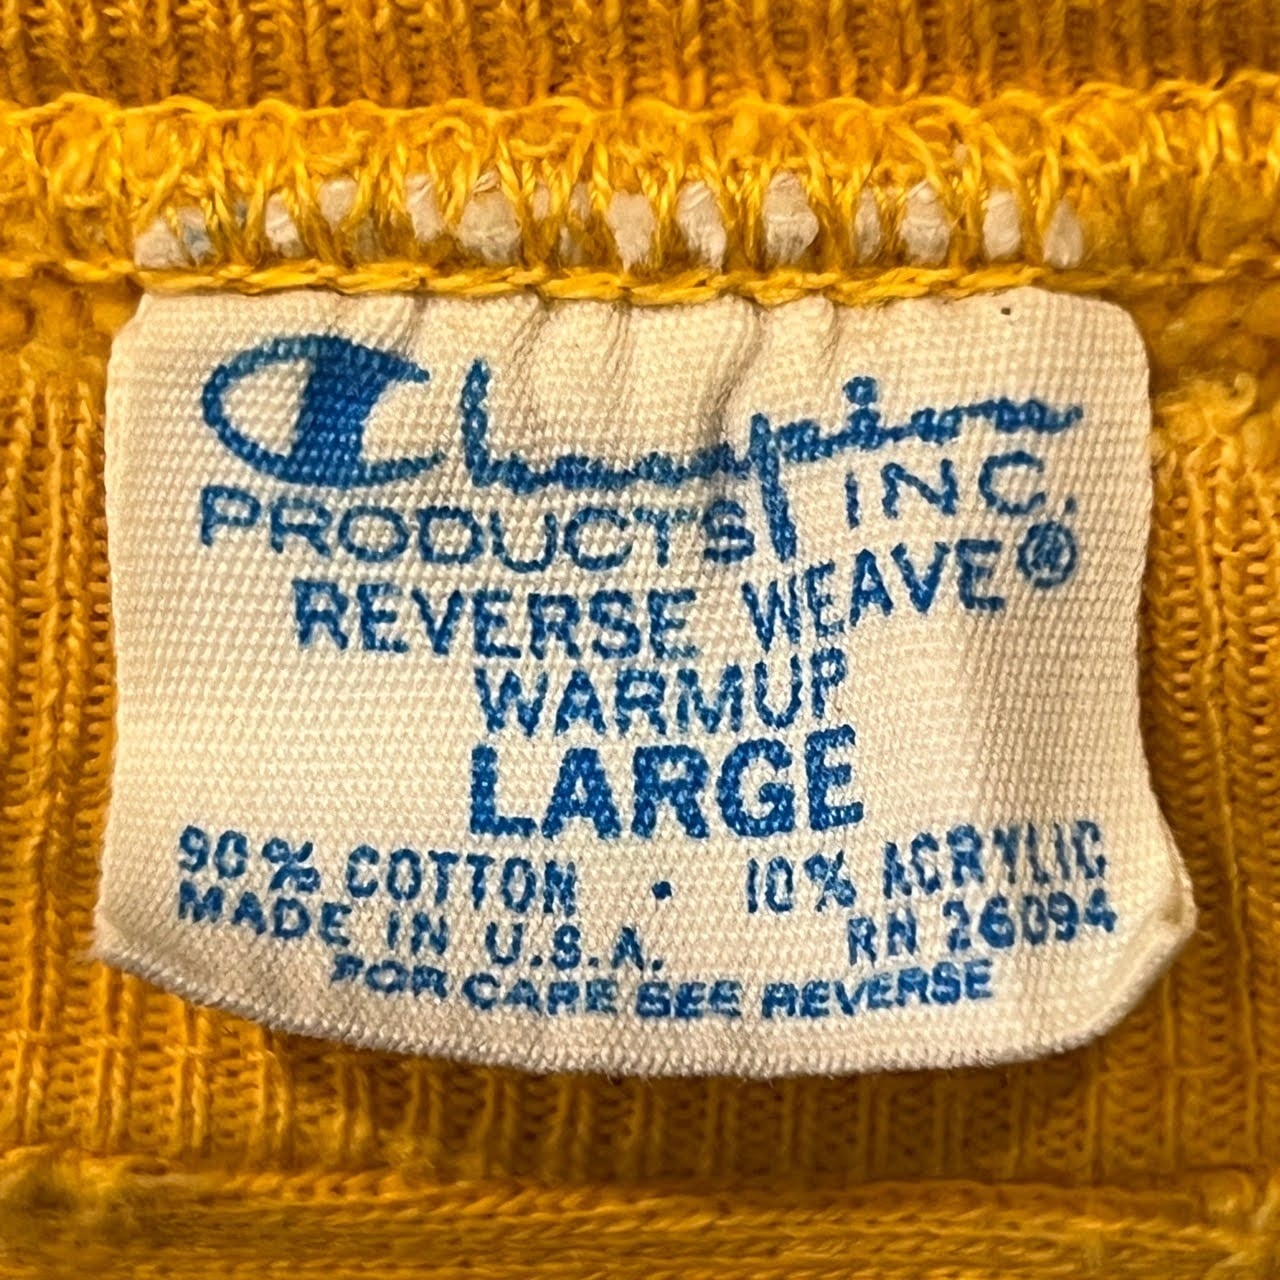 Champion
PRODUCTS INC.
REVERSE WEAVE®
WARMUP
LARGE
90% COTTON • 10% ACRYLIC
MADE IN U.S.A. RN 26094
FOR CARE SEE REVERSE